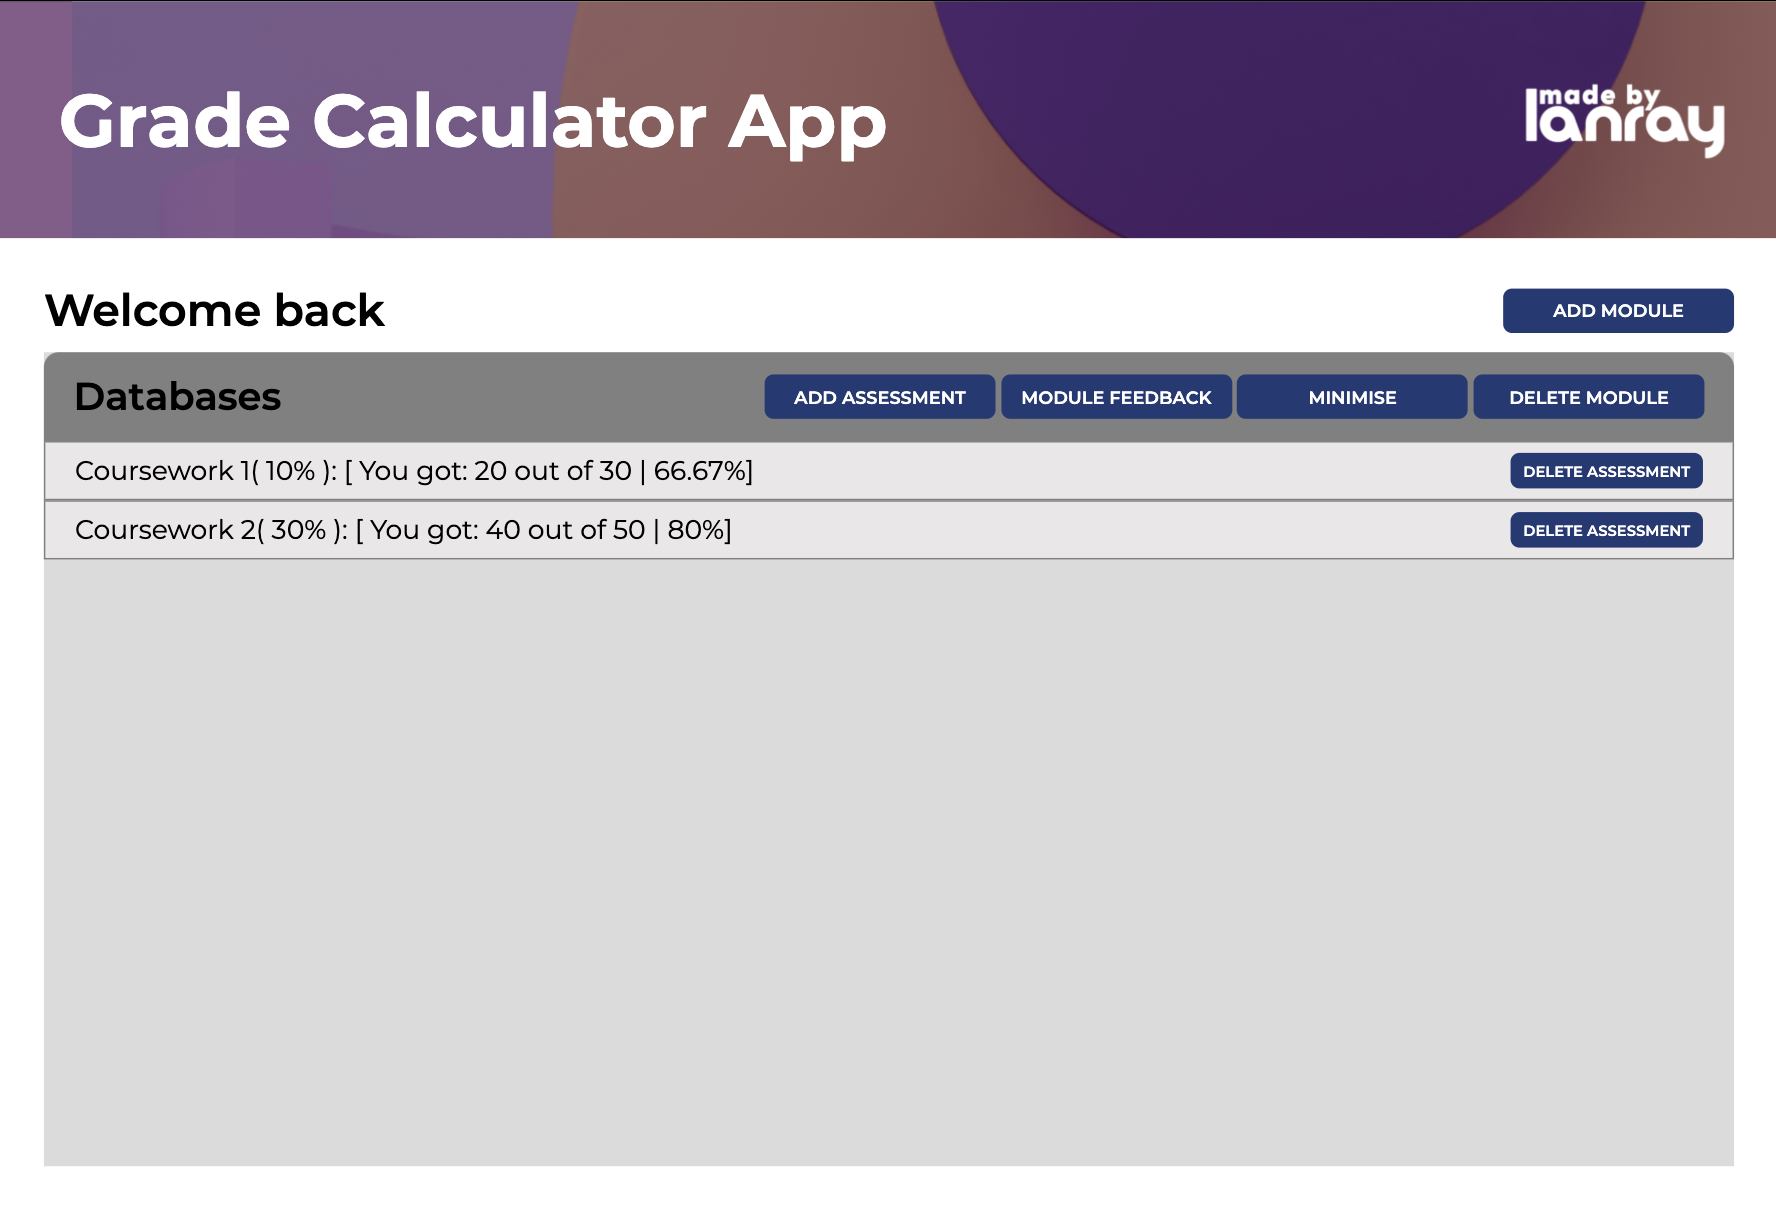 Grade Calculator App
made by
lanray
Welcome back
ADD MODULE
Databases
ADD ASSESSMENT
MODULE FEEDBACK
MINIMISE
DELETE MODULE
Coursework 1( 10% ): [ You got: 20 out of 30 | 66.67%]
DELETE ASSESSMENT
Coursework 2( 30% ): [ You got: 40 out of 50 | 80%]
DELETE ASSESSMENT